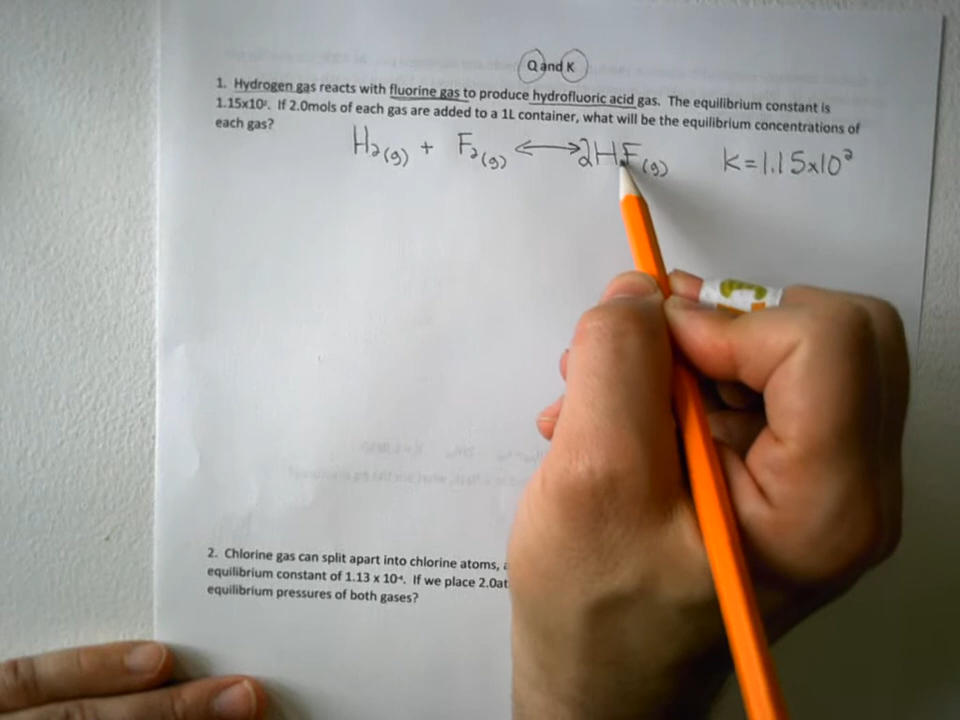 Q and K
1. Hydrogen gas reacts with fluorine gas to produce hydrofluoric acid gas. The equilibrium constant is
1.15x10². If 2.0mols of each gas are added to a 1L container, what will be the equilibrium concentrations of
each gas?
H₂(g) + F₂(g) ⟷ 2HF(g) K=1.15x10²
2. Chlorine gas can split apart into chlorine atoms,
equilibrium constant of 1.13 x 10⁻⁴. If we place 2.0at
equilibrium pressures of both gases?